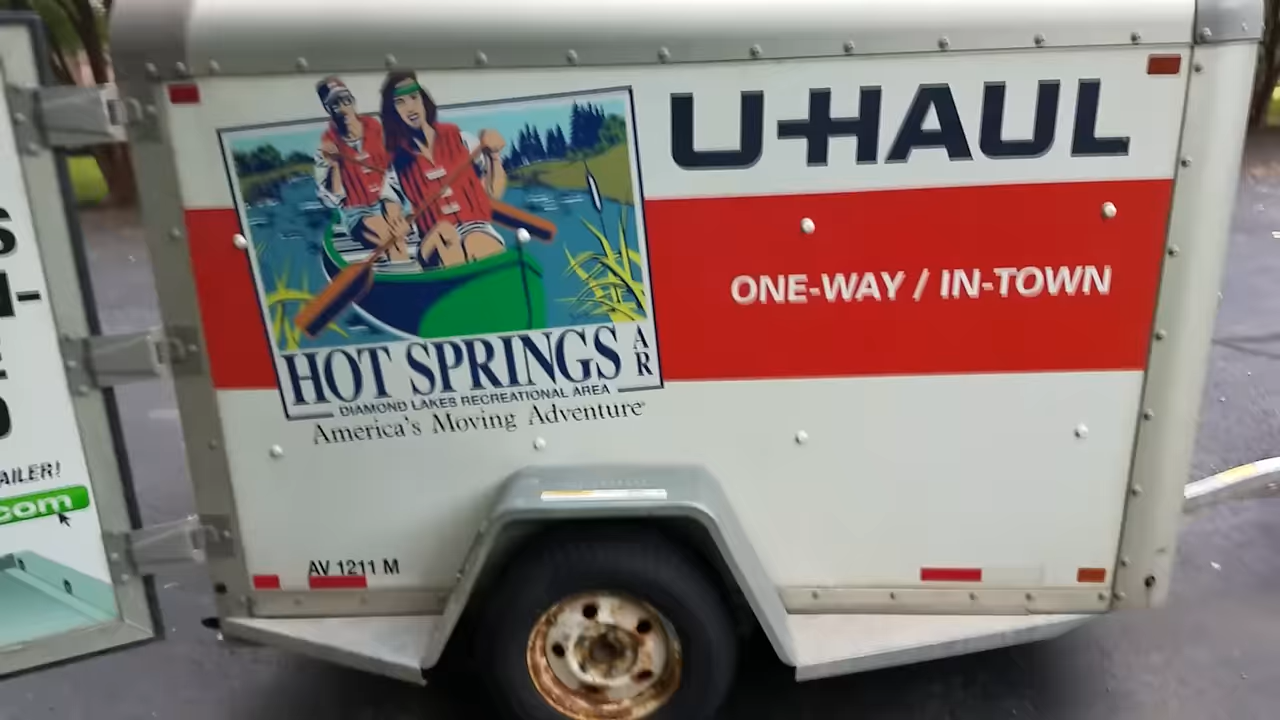 U-HAUL
ONE-WAY / IN-TOWN
HOT SPRINGS AR
DIAMOND LAKES RECREATIONAL AREA
America's Moving Adventure
AV 1211 M
AILER!
com